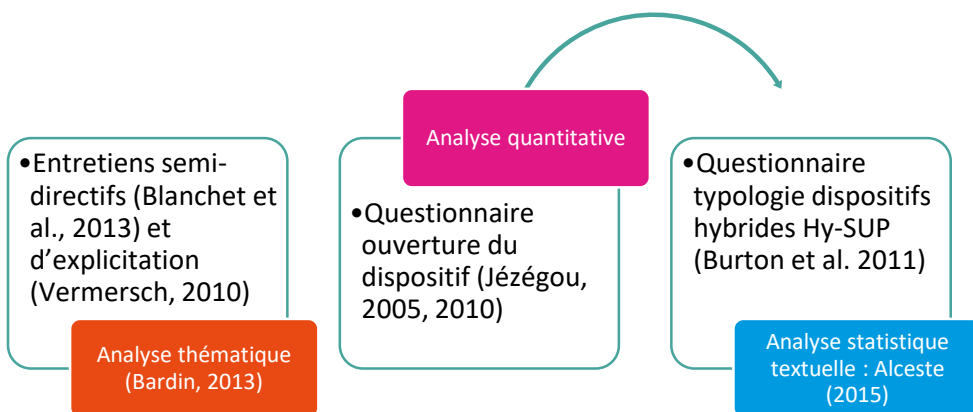 •Entretiens semi-
directifs (Blanchet et
al., 2013) et
d’explicitation
(Vermersch, 2010)
Analyse thématique
(Bardin, 2013)
Analyse quantitative
•Questionnaire
ouverture du
dispositif (Jézégou,
2005, 2010)
•Questionnaire
typologie dispositifs
hybrides Hy-SUP
(Burton et al. 2011)
Analyse statistique
textuelle : Alceste
(2015)